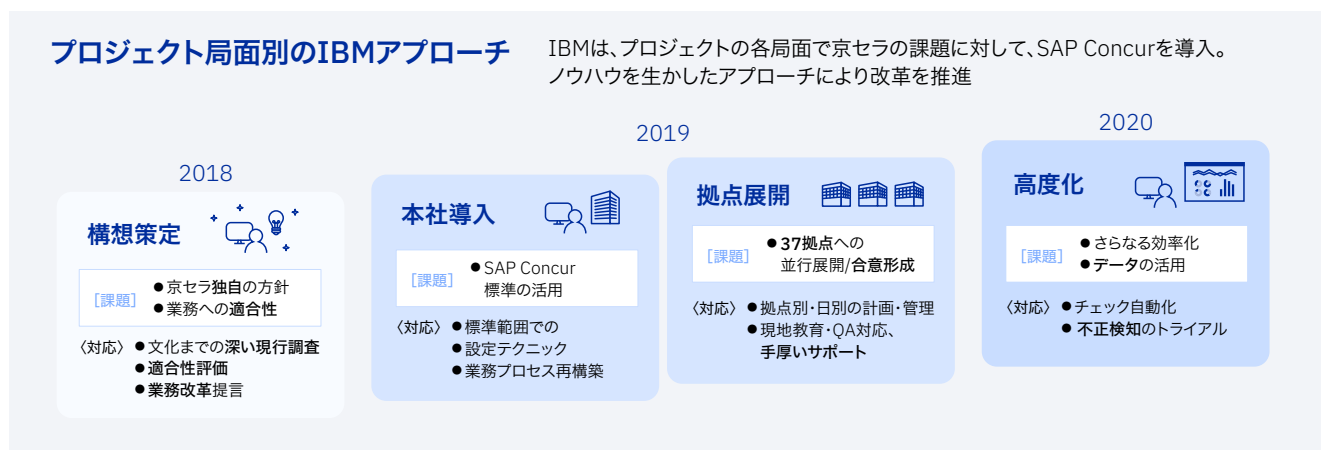 プロジェクト局面別のIBMアプローチ
IBMは、プロジェクトの各局面で京セラの課題に対して、SAP Concurを導入。
ノウハウを生かしたアプローチにより改革を推進
2018
構想策定
［課題］
●京セラ独自の方針
●業務への適合性
〈対応〉●文化までの深い現行調査
●適合性評価
●業務改革提言
2019
本社導入
［課題］
●SAP Concur
標準の活用
〈対応〉●標準範囲での
●設定テクニック
●業務プロセス再構築
拠点展開
［課題］
●37拠点への
並行展開/合意形成
〈対応〉●拠点別・日別の計画・管理
●現地教育・QA対応、
手厚いサポート
2020
高度化
［課題］
●さらなる効率化
●データの活用
〈対応〉●チェック自動化
●不正検知のトライアル